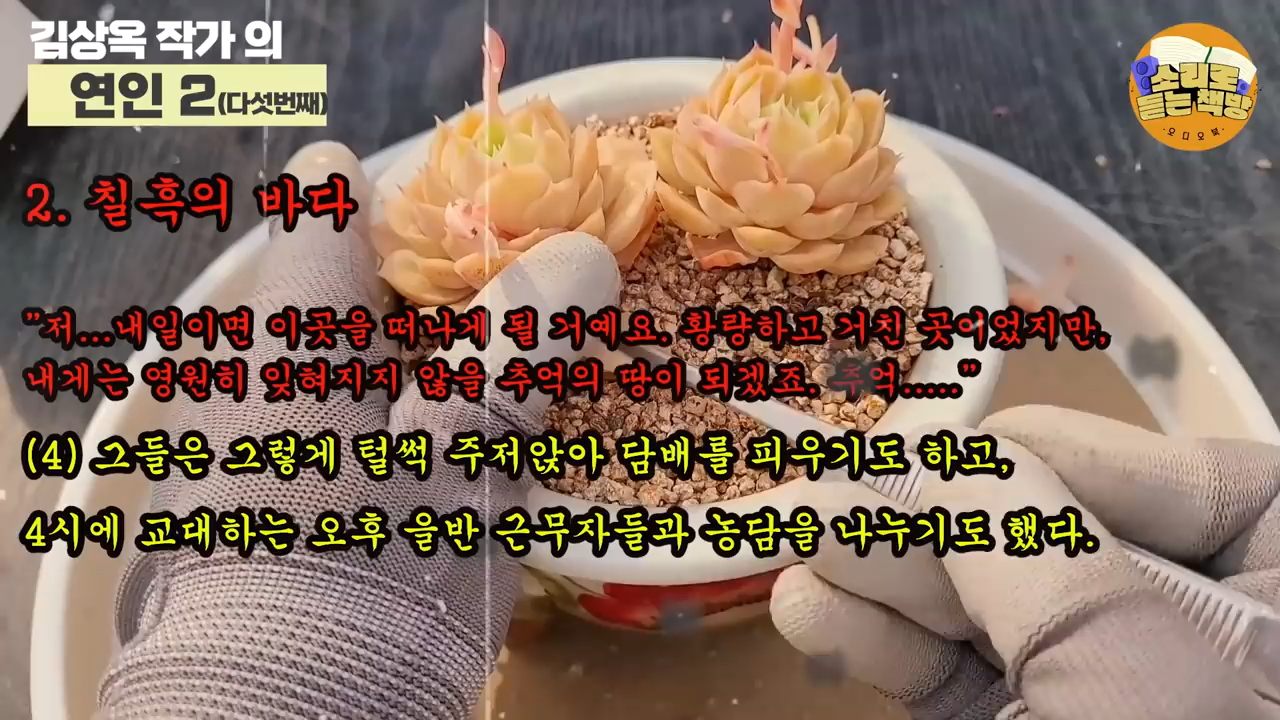 김상옥 작가 의
연인 2(다섯번째)
소리로
듣는 책방
·오디오북·
2. 칠흑의 바다
"저...내일이면 이곳을 떠나게 될 거예요. 황량하고 거친 곳이었지만,
내게는 영원히 잊혀지지 않을 추억의 땅이 되겠죠. 추억....."
(4) 그들은 그렇게 털썩 주저앉아 담배를 피우기도 하고,
4시에 교대하는 오후 을반 근무자들과 농담을 나누기도 했다.